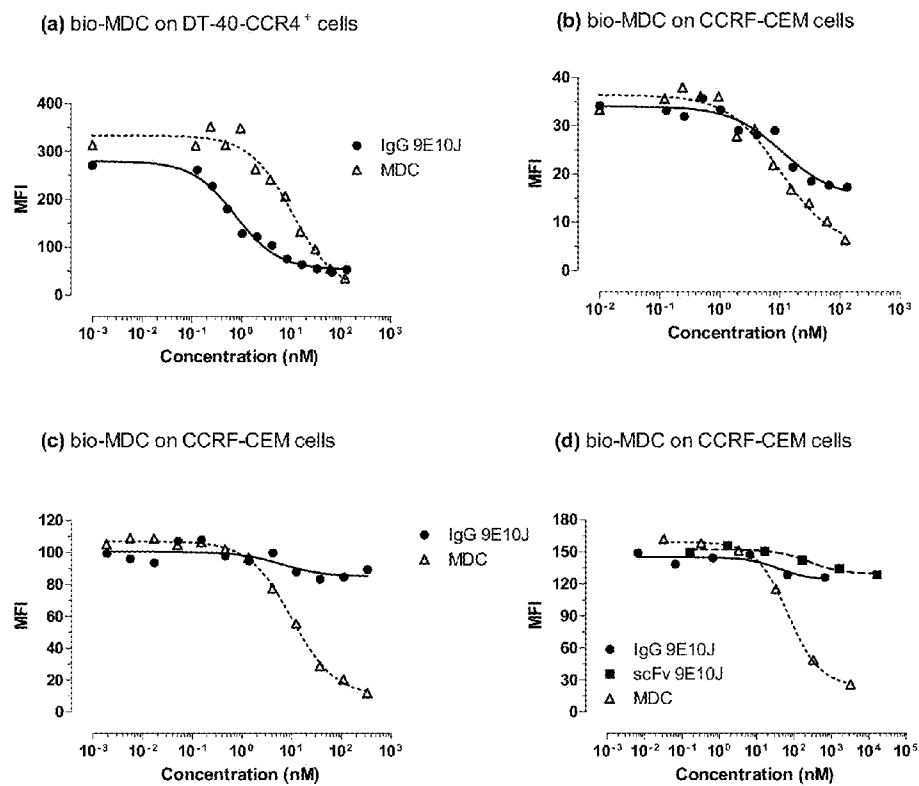 (a) bio-MDC on DT-40-CCR4⁺ cells
400
300
200
100
0
MFI
10⁻³ 10⁻² 10⁻¹ 10⁰ 10¹ 10² 10³
Concentration (nM)
IgG 9E10J
MDC
(b) bio-MDC on CCRF-CEM cells
40
30
20
10
0
MFI
10⁻² 10⁻¹ 10⁰ 10¹ 10² 10³
Concentration (nM)
(c) bio-MDC on CCRF-CEM cells
120
100
80
60
40
20
0
MFI
10⁻³ 10⁻² 10⁻¹ 10⁰ 10¹ 10² 10³
Concentration (nM)
IgG 9E10J
MDC
(d) bio-MDC on CCRF-CEM cells
180
150
120
90
60
30
0
MFI
IgG 9E10J
scFv 9E10J
MDC
10⁻³ 10⁻² 10⁻¹ 10⁰ 10¹ 10² 10³ 10⁴ 10⁵
Concentration (nM)